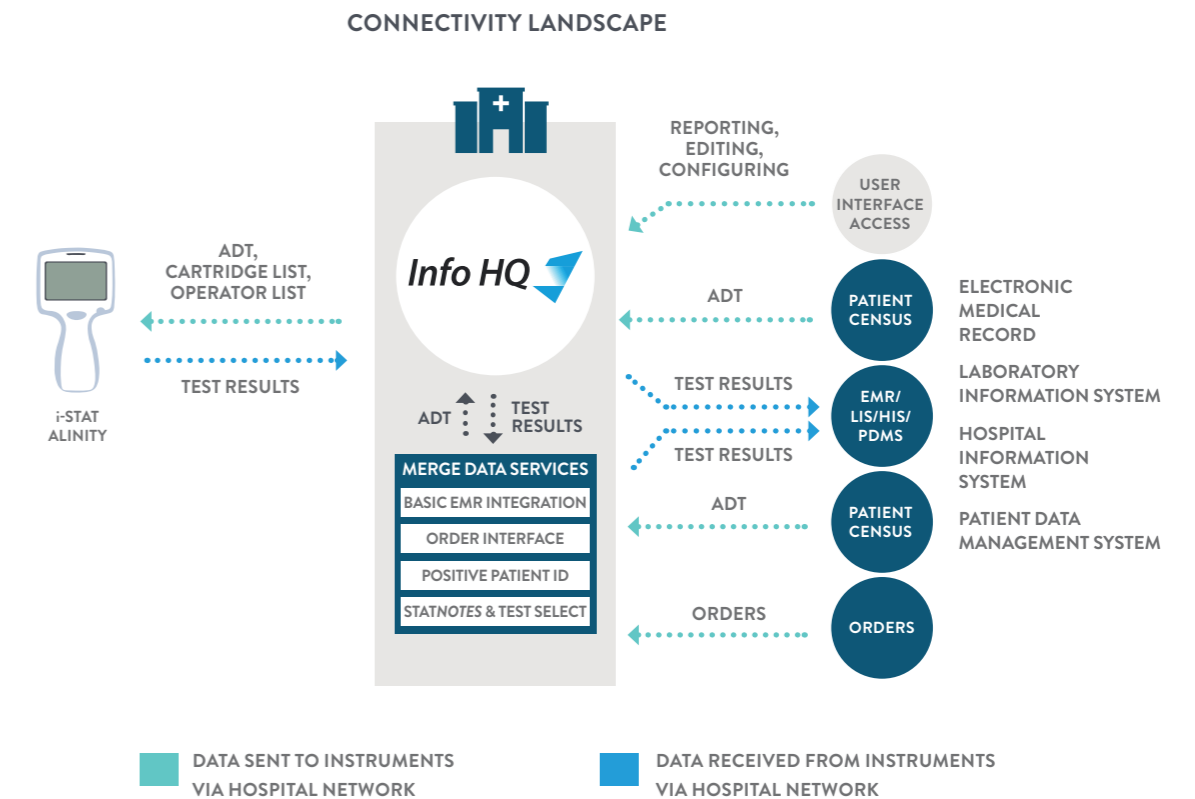 CONNECTIVITY LANDSCAPE
REPORTING,
EDITING,
CONFIGURING
USER
INTERFACE
ACCESS
ADT,
CARTRIDGE LIST,
OPERATOR LIST
TEST RESULTS
i-STAT
ALINITY
Info HQ
ADT
PATIENT
CENSUS
ELECTRONIC
MEDICAL
RECORD
TEST RESULTS
TEST RESULTS
EMR/
LIS/HIS/
PDMS
LABORATORY
INFORMATION SYSTEM
HOSPITAL
INFORMATION
SYSTEM
ADT
TEST
RESULTS
MERGE DATA SERVICES
BASIC EMR INTEGRATION
ORDER INTERFACE
POSITIVE PATIENT ID
STATNOTES & TEST SELECT
ADT
PATIENT
CENSUS
PATIENT DATA
MANAGEMENT SYSTEM
ORDERS
ORDERS
DATA SENT TO INSTRUMENTS
VIA HOSPITAL NETWORK
DATA RECEIVED FROM INSTRUMENTS
VIA HOSPITAL NETWORK